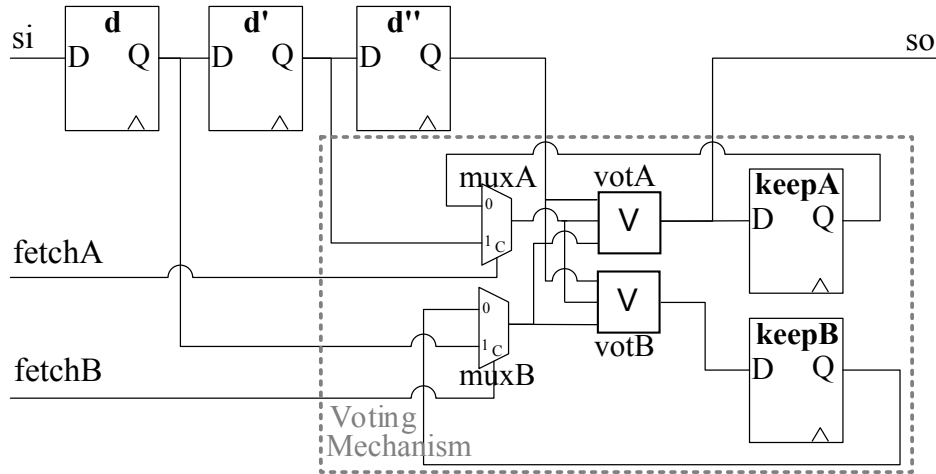 d d' d''
si D Q D Q D Q so
muxA votA keepA
0 V D Q
1 C
fetchA
0 V keepB
1 C votB D Q
fetchB muxB
Voting
Mechanism